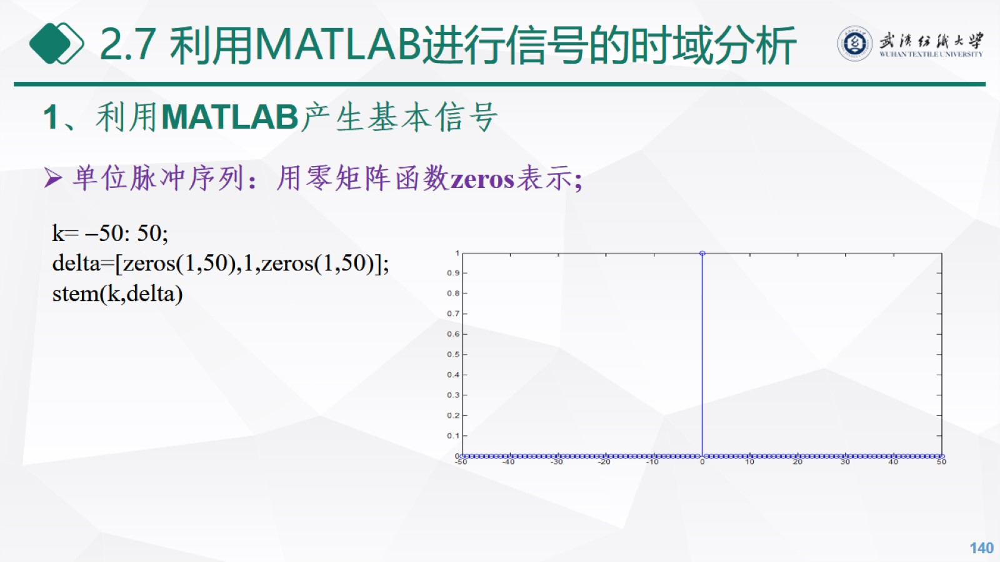 2.7 利用MATLAB进行信号的时域分析
武汉纺织大学
WUHAN TEXTILE UNIVERSITY
1、利用MATLAB产生基本信号
➢ 单位脉冲序列：用零矩阵函数zeros表示;
k= –50: 50;
delta=[zeros(1,50),1,zeros(1,50)];
stem(k,delta)
1
0.9
0.8
0.7
0.6
0.5
0.4
0.3
0.2
0.1
0
-50 -40 -30 -20 -10 0 10 20 30 40 50
140